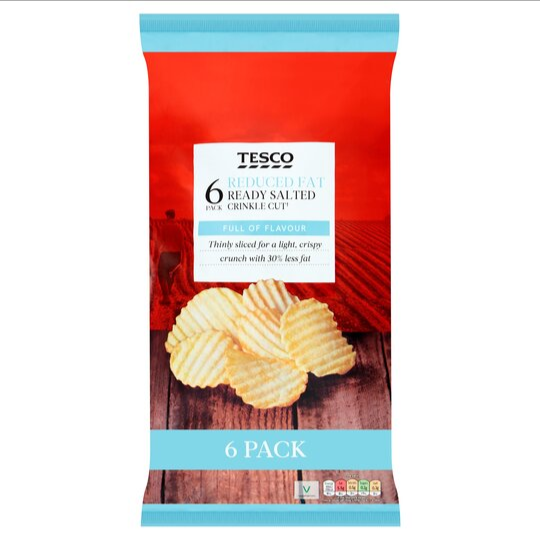 TESCO
6 PACK
REDUCED FAT
READY SALTED
CRINKLE CUT†
FULL OF FLAVOUR
Thinly sliced for a light, crispy
crunch with 30% less fat
6 PACK
V